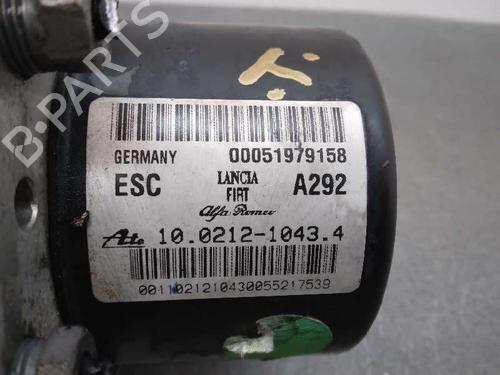 B-PARTS
GERMANY 00051979158
ESC LANCIA FIAT A292
Alfa Romeo
Ate 10.0212-1043.4
0011021210430055217539